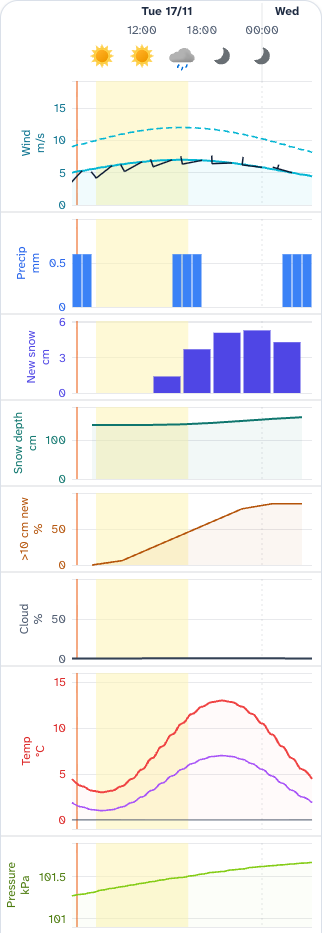 Tue 17/11 Wed
12:00 18:00 00:00
Wind
m/s
15
10
5
0
Precip
mm
0.5
0
New snow
cm
6
3
0
Snow depth
cm
100
0
>10 cm new
%
50
0
Cloud
%
50
0
Temp
°C
15
10
5
0
Pressure
kPa
101.5
101